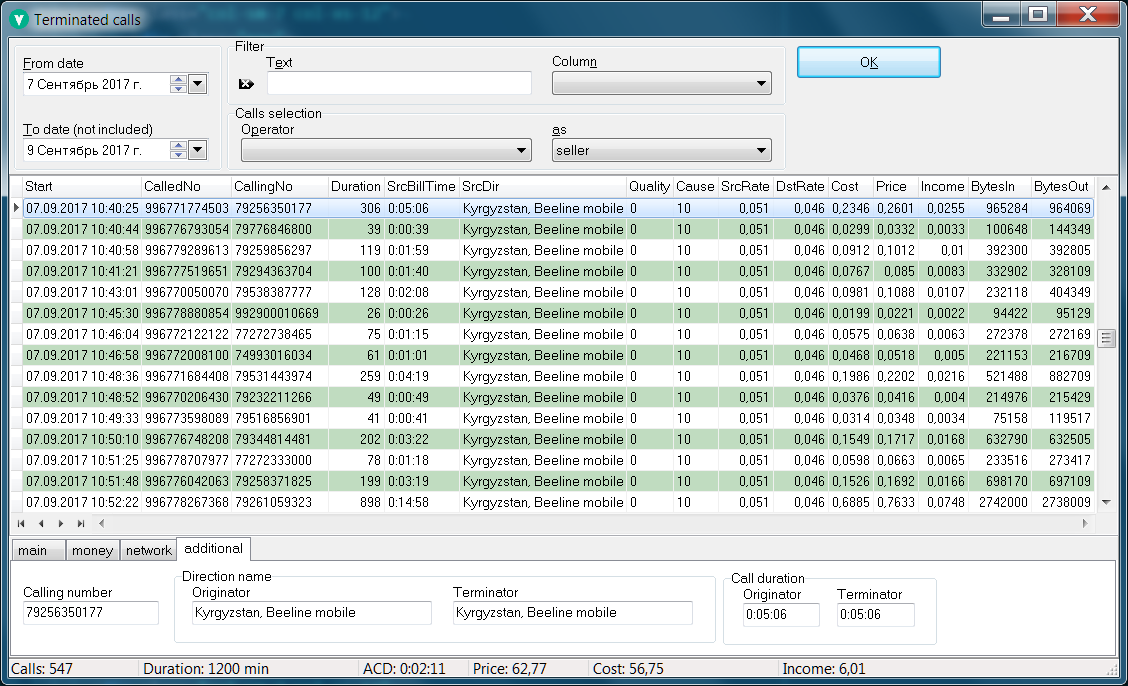 Terminated calls
Filter
From date
Text
Column
OK
7 Сентябрь 2017 г.
Calls selection
To date (not included)
Operator
as
9 Сентябрь 2017 г.
seller
Start CalledNo CallingNo Duration SrcBillTime SrcDir Quality Cause SrcRate DstRate Cost Price Income BytesIn BytesOut
07.09.2017 10:40:25 996771774503 79256350177 306 0:05:06 Kyrgyzstan, Beeline mobile 0 10 0,051 0,046 0,2346 0,2601 0,0255 965284 964069
07.09.2017 10:40:44 996776793054 79776846800 39 0:00:39 Kyrgyzstan, Beeline mobile 0 10 0,051 0,046 0,0299 0,0332 0,0033 100648 144349
07.09.2017 10:40:58 996779289613 79259856297 119 0:01:59 Kyrgyzstan, Beeline mobile 0 10 0,051 0,046 0,0912 0,1012 0,01 392300 392805
07.09.2017 10:41:21 996777519651 79294363704 100 0:01:40 Kyrgyzstan, Beeline mobile 0 10 0,051 0,046 0,0767 0,085 0,0083 332902 328109
07.09.2017 10:43:01 996770050070 79538387777 128 0:02:08 Kyrgyzstan, Beeline mobile 0 10 0,051 0,046 0,0981 0,1088 0,0107 232118 404349
07.09.2017 10:45:30 996778880854 992900010669 26 0:00:26 Kyrgyzstan, Beeline mobile 0 10 0,051 0,046 0,0199 0,0221 0,0022 94422 95129
07.09.2017 10:46:04 996772122122 77272738465 75 0:01:15 Kyrgyzstan, Beeline mobile 0 10 0,051 0,046 0,0575 0,0638 0,0063 272378 272169
07.09.2017 10:46:58 996772008100 74993016034 61 0:01:01 Kyrgyzstan, Beeline mobile 0 10 0,051 0,046 0,0468 0,0518 0,005 221153 216709
07.09.2017 10:48:36 996771684408 79531443974 259 0:04:19 Kyrgyzstan, Beeline mobile 0 10 0,051 0,046 0,1986 0,2202 0,0216 521488 882709
07.09.2017 10:48:52 996770206430 79232211266 49 0:00:49 Kyrgyzstan, Beeline mobile 0 10 0,051 0,046 0,0376 0,0416 0,004 214976 215429
07.09.2017 10:49:33 996773598089 79516856901 41 0:00:41 Kyrgyzstan, Beeline mobile 0 10 0,051 0,046 0,0314 0,0348 0,0034 75158 119517
07.09.2017 10:50:10 996776748208 79344814481 202 0:03:22 Kyrgyzstan, Beeline mobile 0 10 0,051 0,046 0,1549 0,1717 0,0168 632790 632505
07.09.2017 10:51:25 996778707977 77272333000 78 0:01:18 Kyrgyzstan, Beeline mobile 0 10 0,051 0,046 0,0598 0,0663 0,0065 233516 273417
07.09.2017 10:51:48 996776042063 79258371825 199 0:03:19 Kyrgyzstan, Beeline mobile 0 10 0,051 0,046 0,1526 0,1692 0,0166 698170 697109
07.09.2017 10:52:22 996778267368 79261059323 898 0:14:58 Kyrgyzstan, Beeline mobile 0 10 0,051 0,046 0,6885 0,7633 0,0748 2742000 2738009
main money network additional
Direction name
Call duration
Calling number Originator Terminator Originator Terminator
79256350177 Kyrgyzstan, Beeline mobile Kyrgyzstan, Beeline mobile 0:05:06 0:05:06
Calls: 547 Duration: 1200 min ACD: 0:02:11 Price: 62,77 Cost: 56,75 Income: 6,01